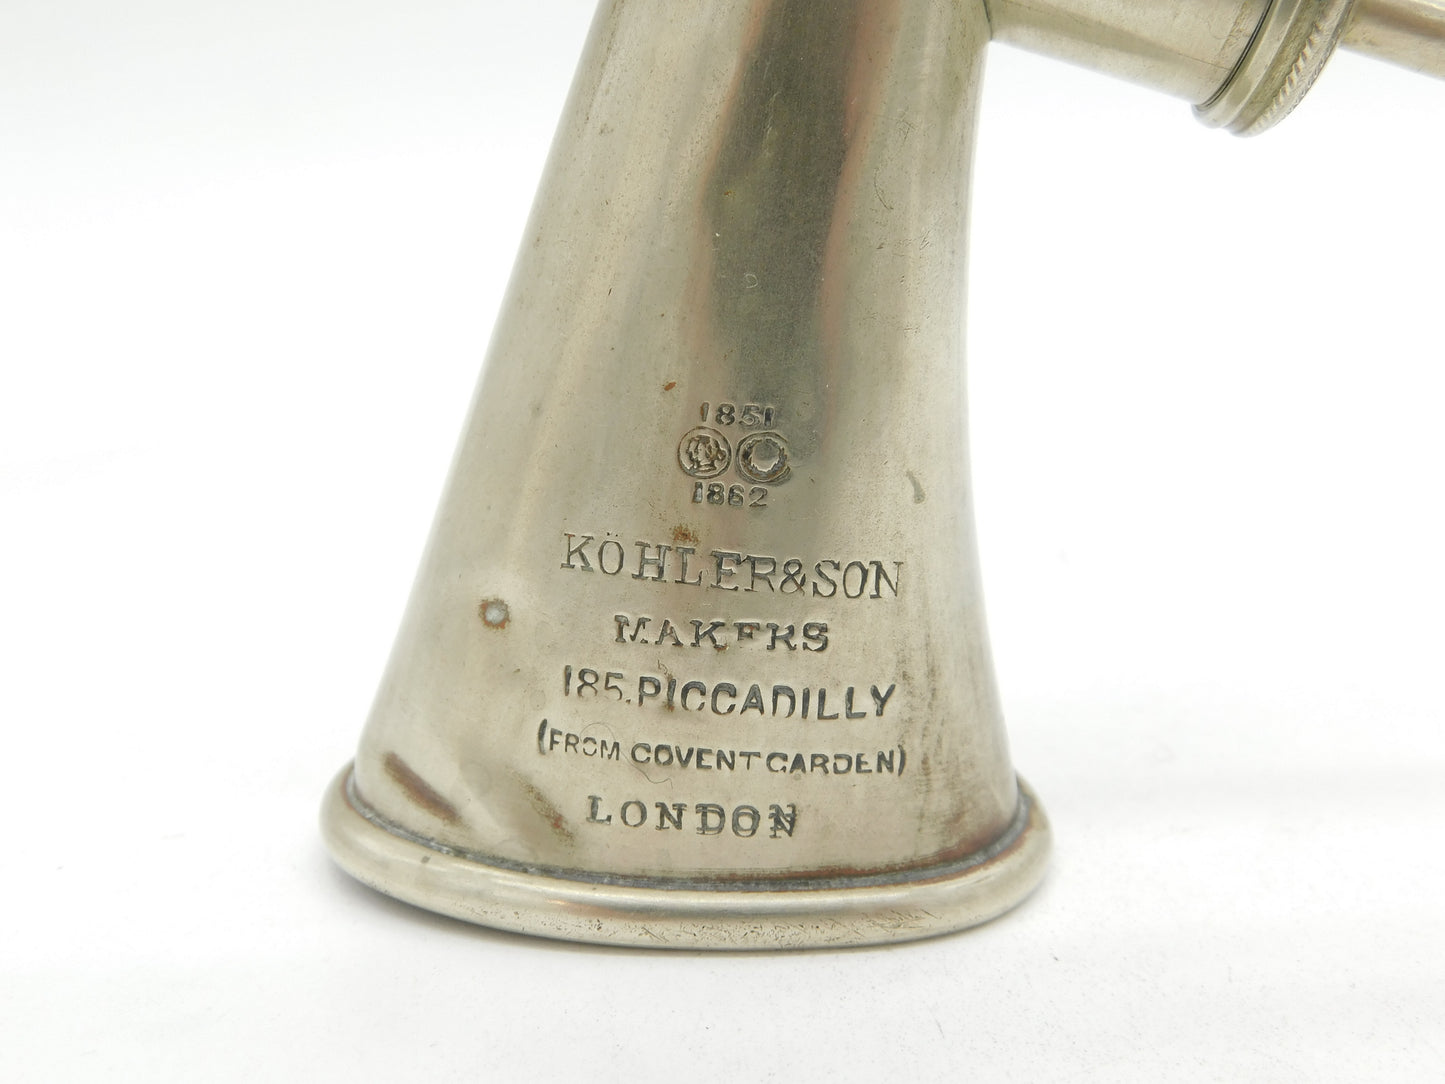 1851
1862
KÖHLER&SON
MAKERS
185.PICCADILLY
(FROM COVENT GARDEN)
LONDON